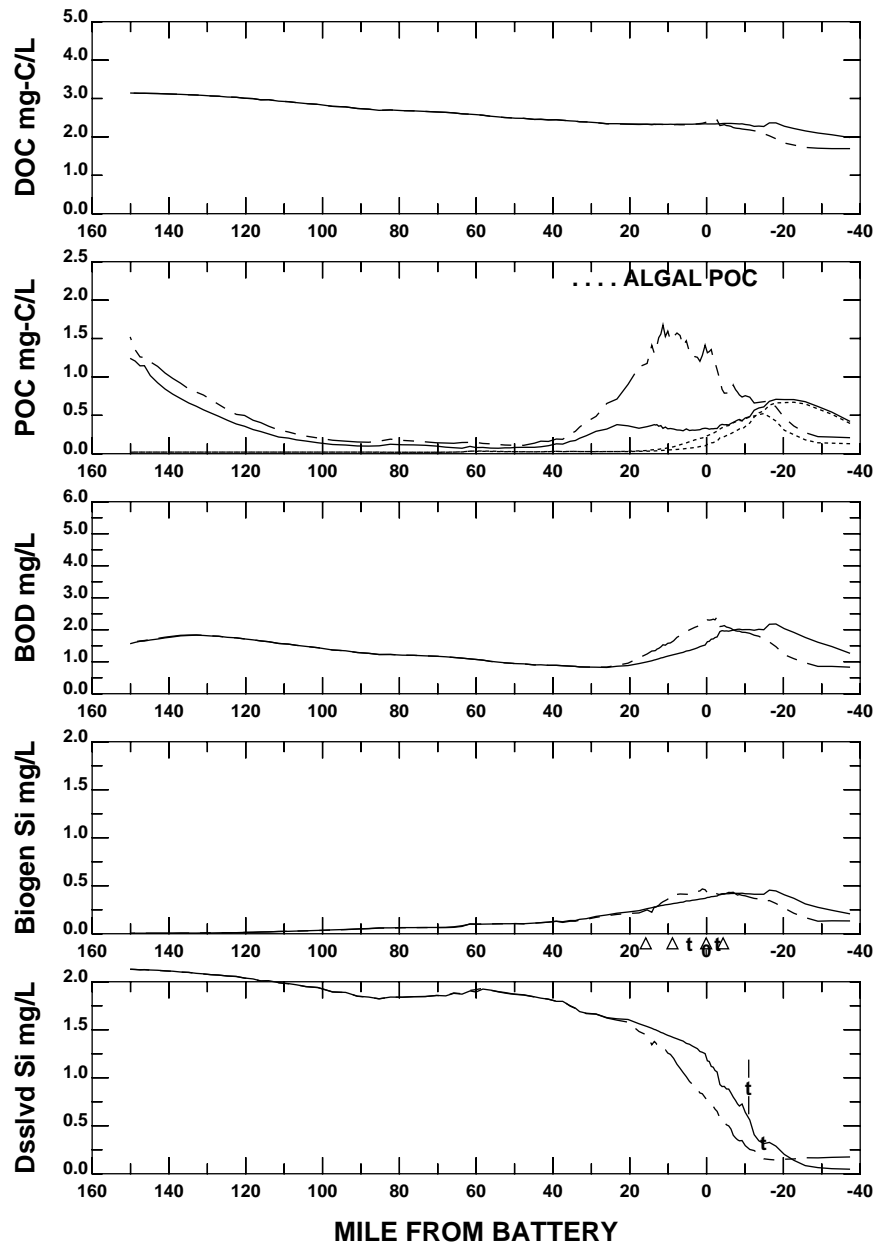 DOC mg-C/L
5.0
4.0
3.0
2.0
1.0
0.0
160 140 120 100 80 60 40 20 0 -20 -40
POC mg-C/L
2.5
2.0
1.5
1.0
0.5
0.0
. . . . ALGAL POC
160 140 120 100 80 60 40 20 0 -20 -40
BOD mg/L
6.0
5.0
4.0
3.0
2.0
1.0
0.0
160 140 120 100 80 60 40 20 0 -20 -40
Biogen Si mg/L
2.0
1.5
1.0
0.5
0.0
160 140 120 100 80 60 40 20 0 -20 -40
t t
Dsslvd Si mg/L
2.0
1.5
1.0
0.5
0.0
t
t
160 140 120 100 80 60 40 20 0 -20 -40
MILE FROM BATTERY